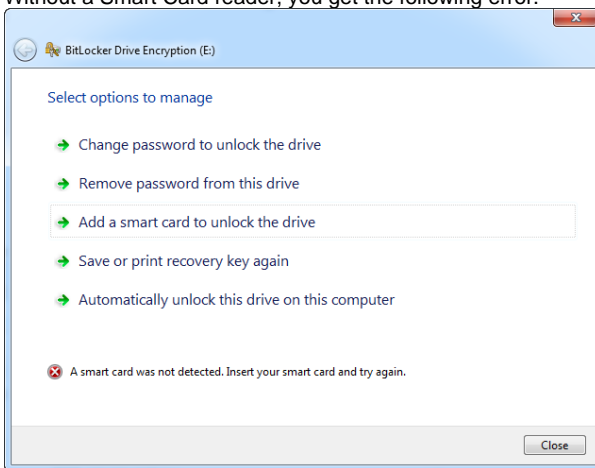 Without a Smart Card reader, you get the following error:
BitLocker Drive Encryption (E:)
Select options to manage
Change password to unlock the drive
Remove password from this drive
Add a smart card to unlock the drive
Save or print recovery key again
Automatically unlock this drive on this computer
A smart card was not detected. Insert your smart card and try again.
Close